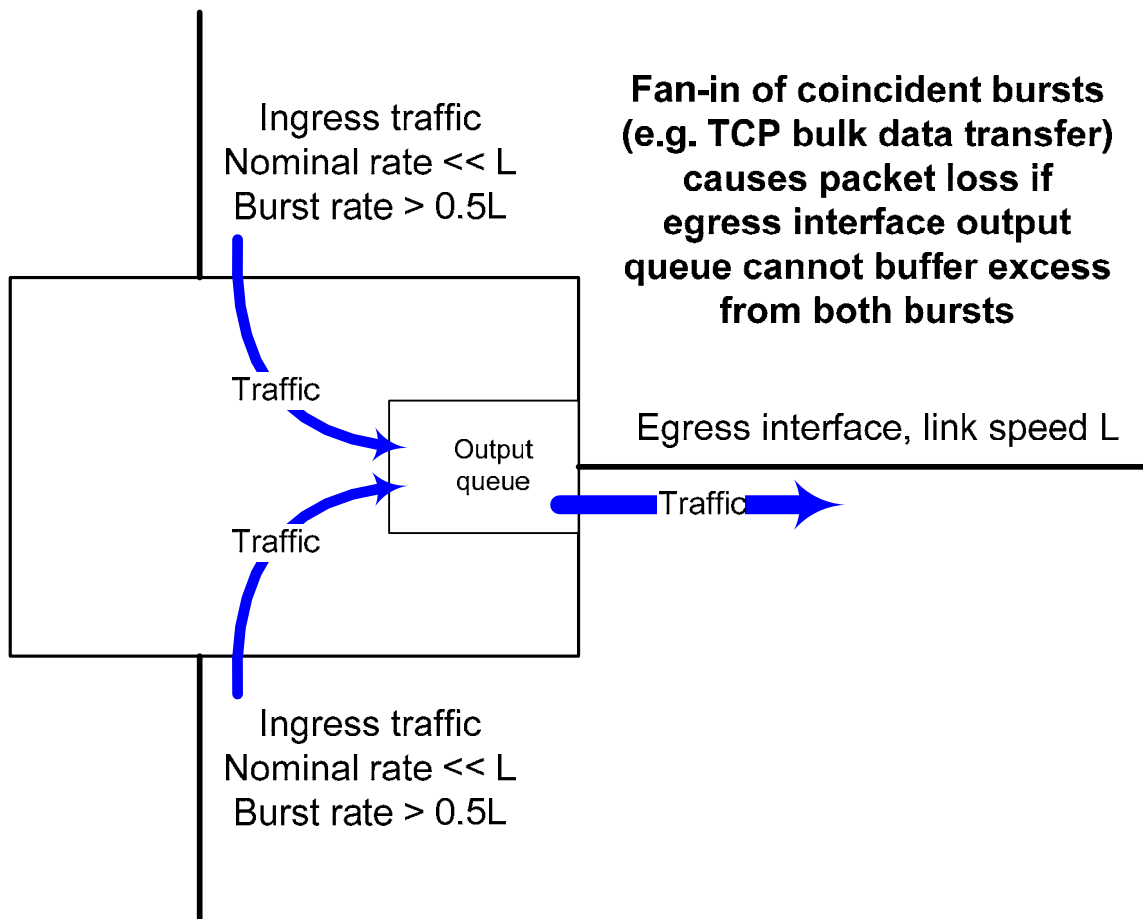 Ingress traffic
Nominal rate << L
Burst rate > 0.5L
Fan-in of coincident bursts
(e.g. TCP bulk data transfer)
causes packet loss if
egress interface output
queue cannot buffer excess
from both bursts
Traffic
Output
queue
Egress interface, link speed L
Traffic
Traffic
Ingress traffic
Nominal rate << L
Burst rate > 0.5L